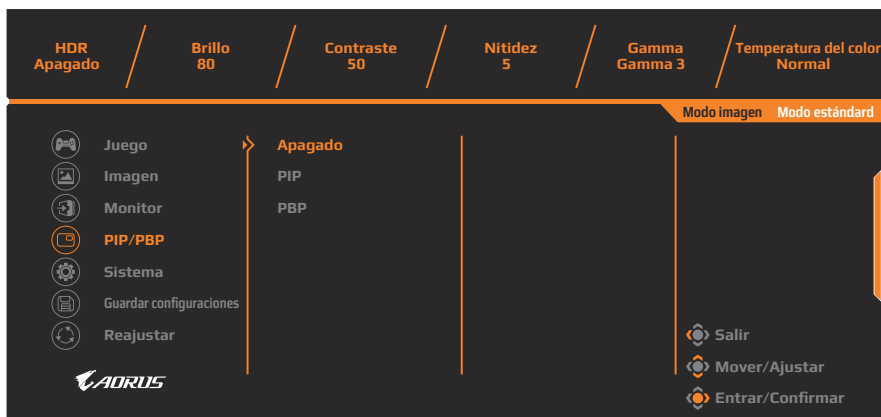 HDR
Apagado
Brillo
80
Contraste
50
Nitidez
5
Gamma
Gamma 3
Temperatura del color
Normal
Modo imagen Modo estándard
Juego
Imagen
Monitor
PIP/PBP
Sistema
Guardar configuraciones
Reajustar
Apagado
PIP
PBP
Salir
Mover/Ajustar
Entrar/Confirmar
AORUS